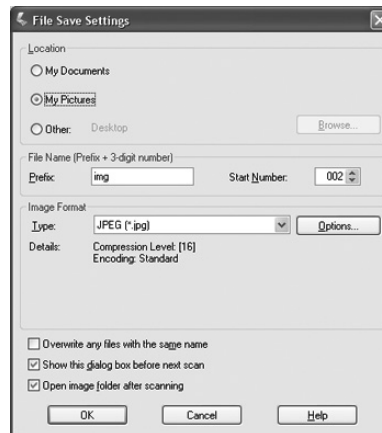 File Save Settings
Location
My Documents
My Pictures
Other: Desktop Browse...
File Name (Prefix + 3-digit number)
Prefix: img Start Number: 002
Image Format
Type: JPEG (*.jpg) Options...
Details: Compression Level: [16]
Encoding: Standard
Overwrite any files with the same name
Show this dialog box before next scan
Open image folder after scanning
OK Cancel Help